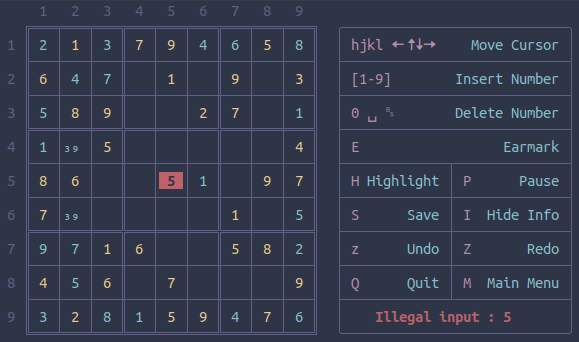 1 2 3 4 5 6 7 8 9
1 2 1 3 7 9 4 6 5 8 hjkl ←↑↓→ Move Cursor
2 6 4 7 1 9 3 [1-9] Insert Number
3 5 8 9 2 7 1 0 ␣ ␈ Delete Number
4 1 3 9 5 4 E Earmark
5 8 6 5 1 9 7 H Highlight P Pause
6 7 3 9 1 5 S Save I Hide Info
7 9 7 1 6 5 8 2 z Undo Z Redo
8 4 5 6 7 9 Q Quit M Main Menu
9 3 2 8 1 5 9 4 7 6 Illegal input : 5